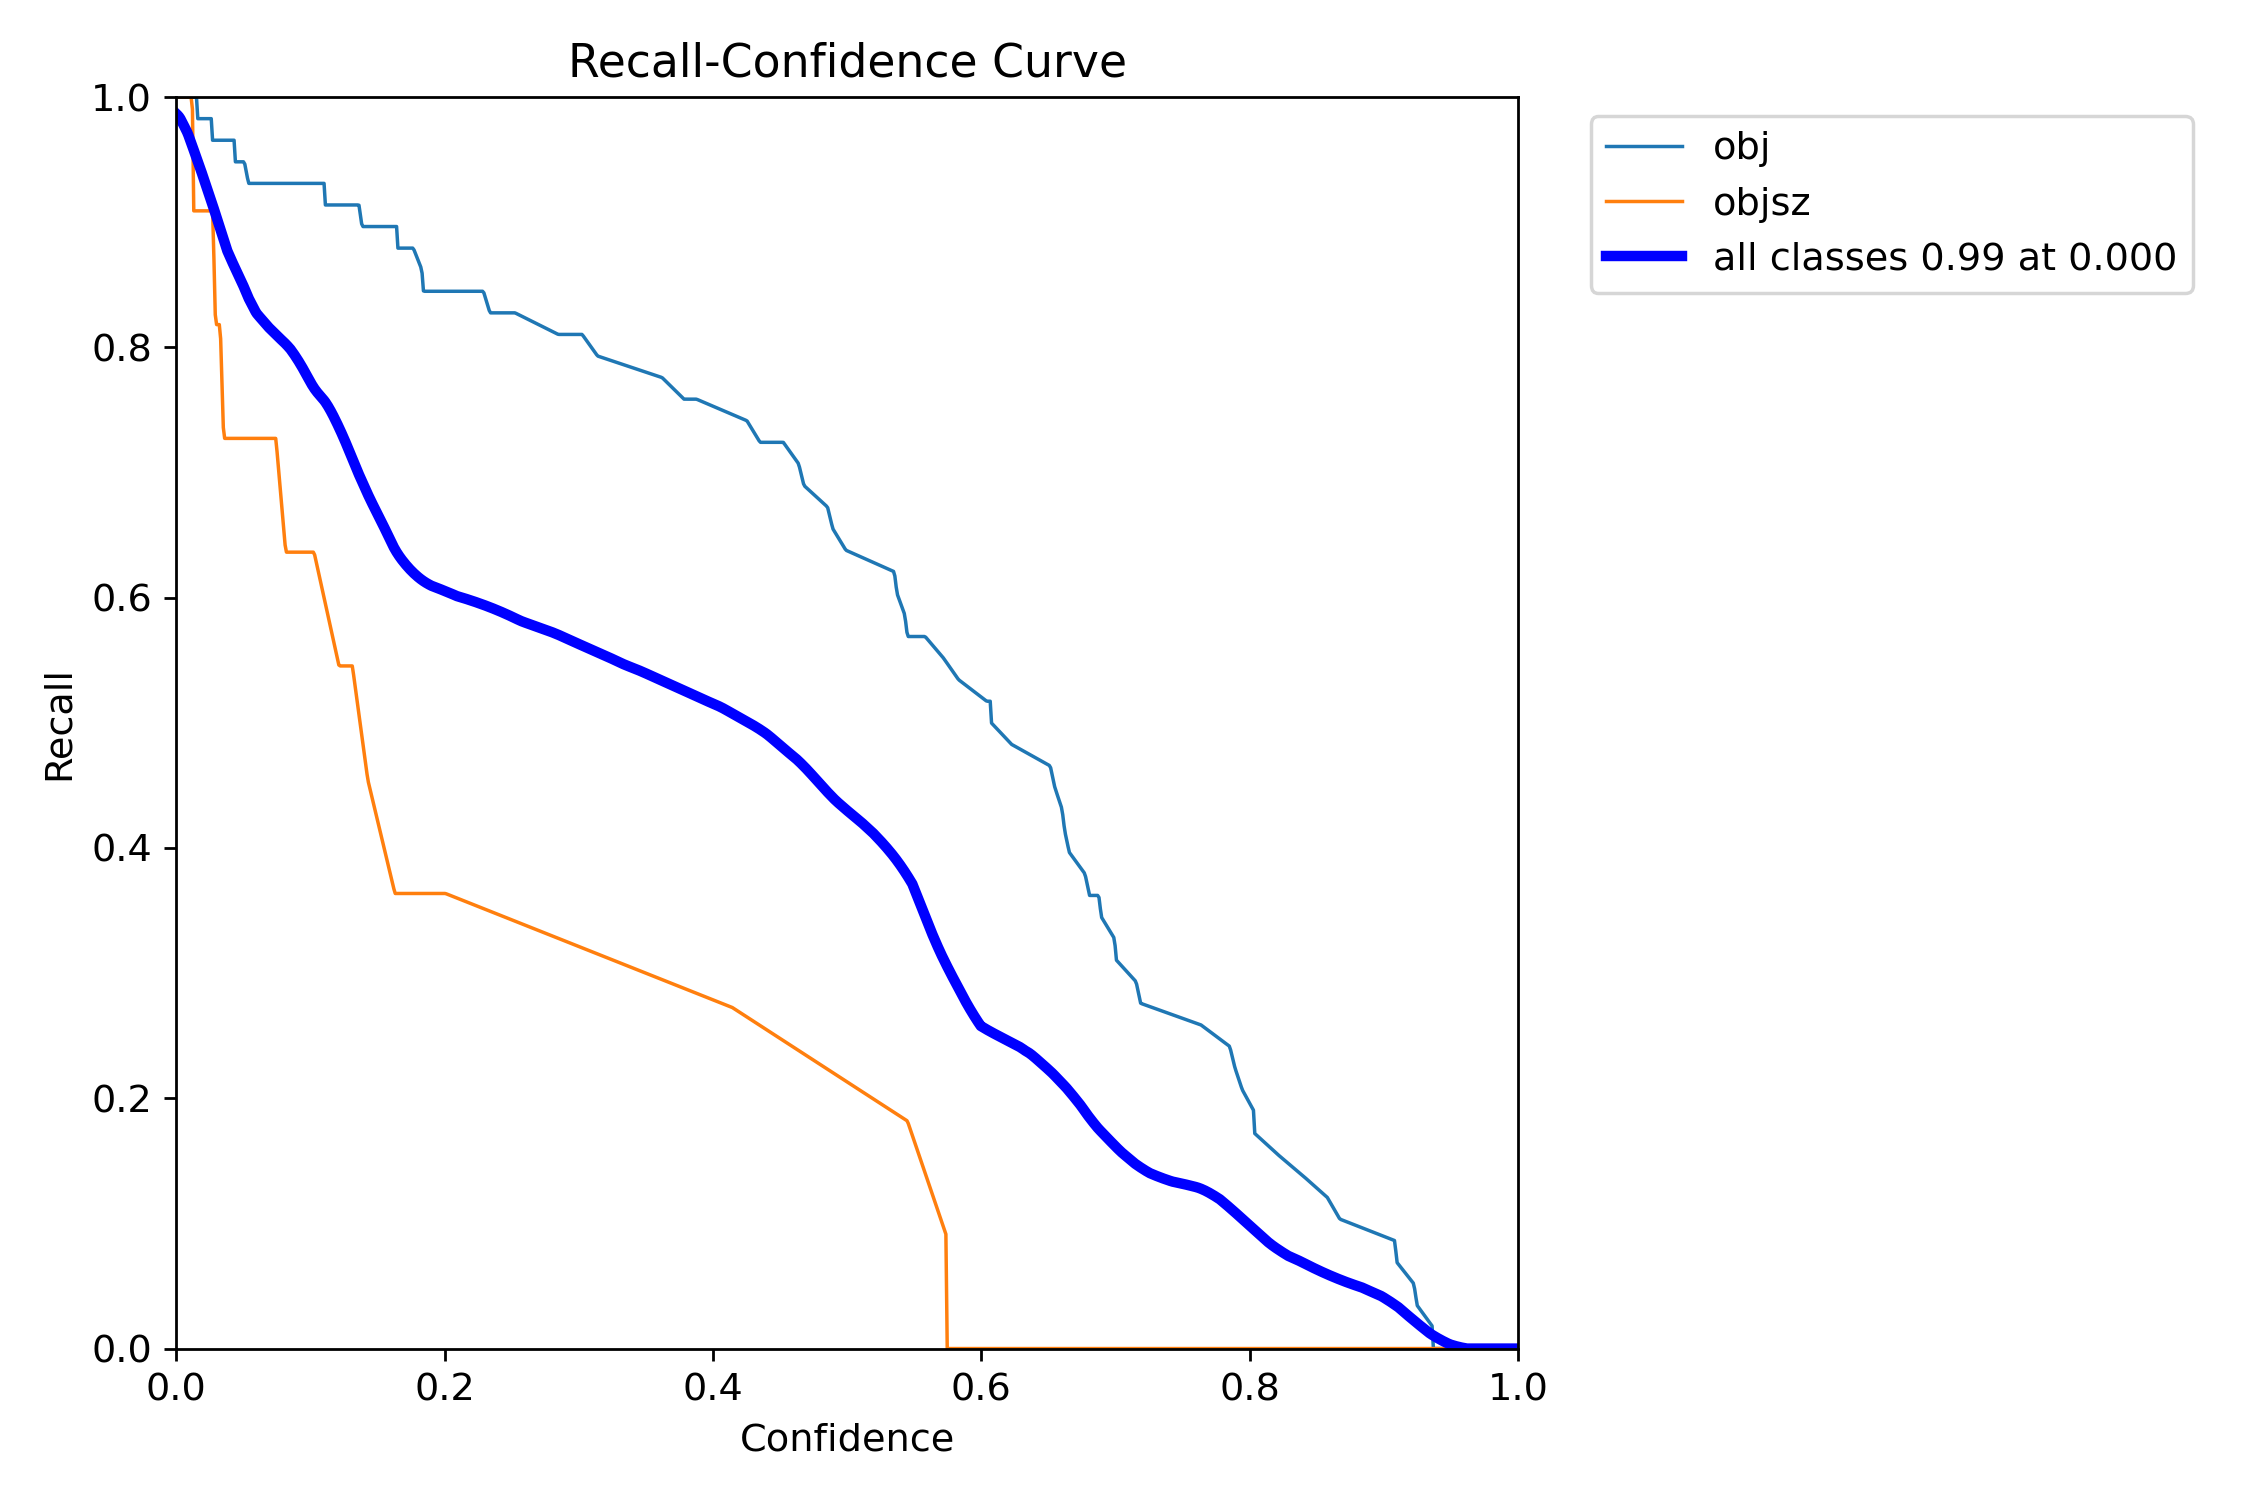 Recall-Confidence Curve
obj
objsz
all classes 0.99 at 0.000
1.0
0.8
0.6
0.4
0.2
0.0
Recall
0.0 0.2 0.4 0.6 0.8 1.0
Confidence